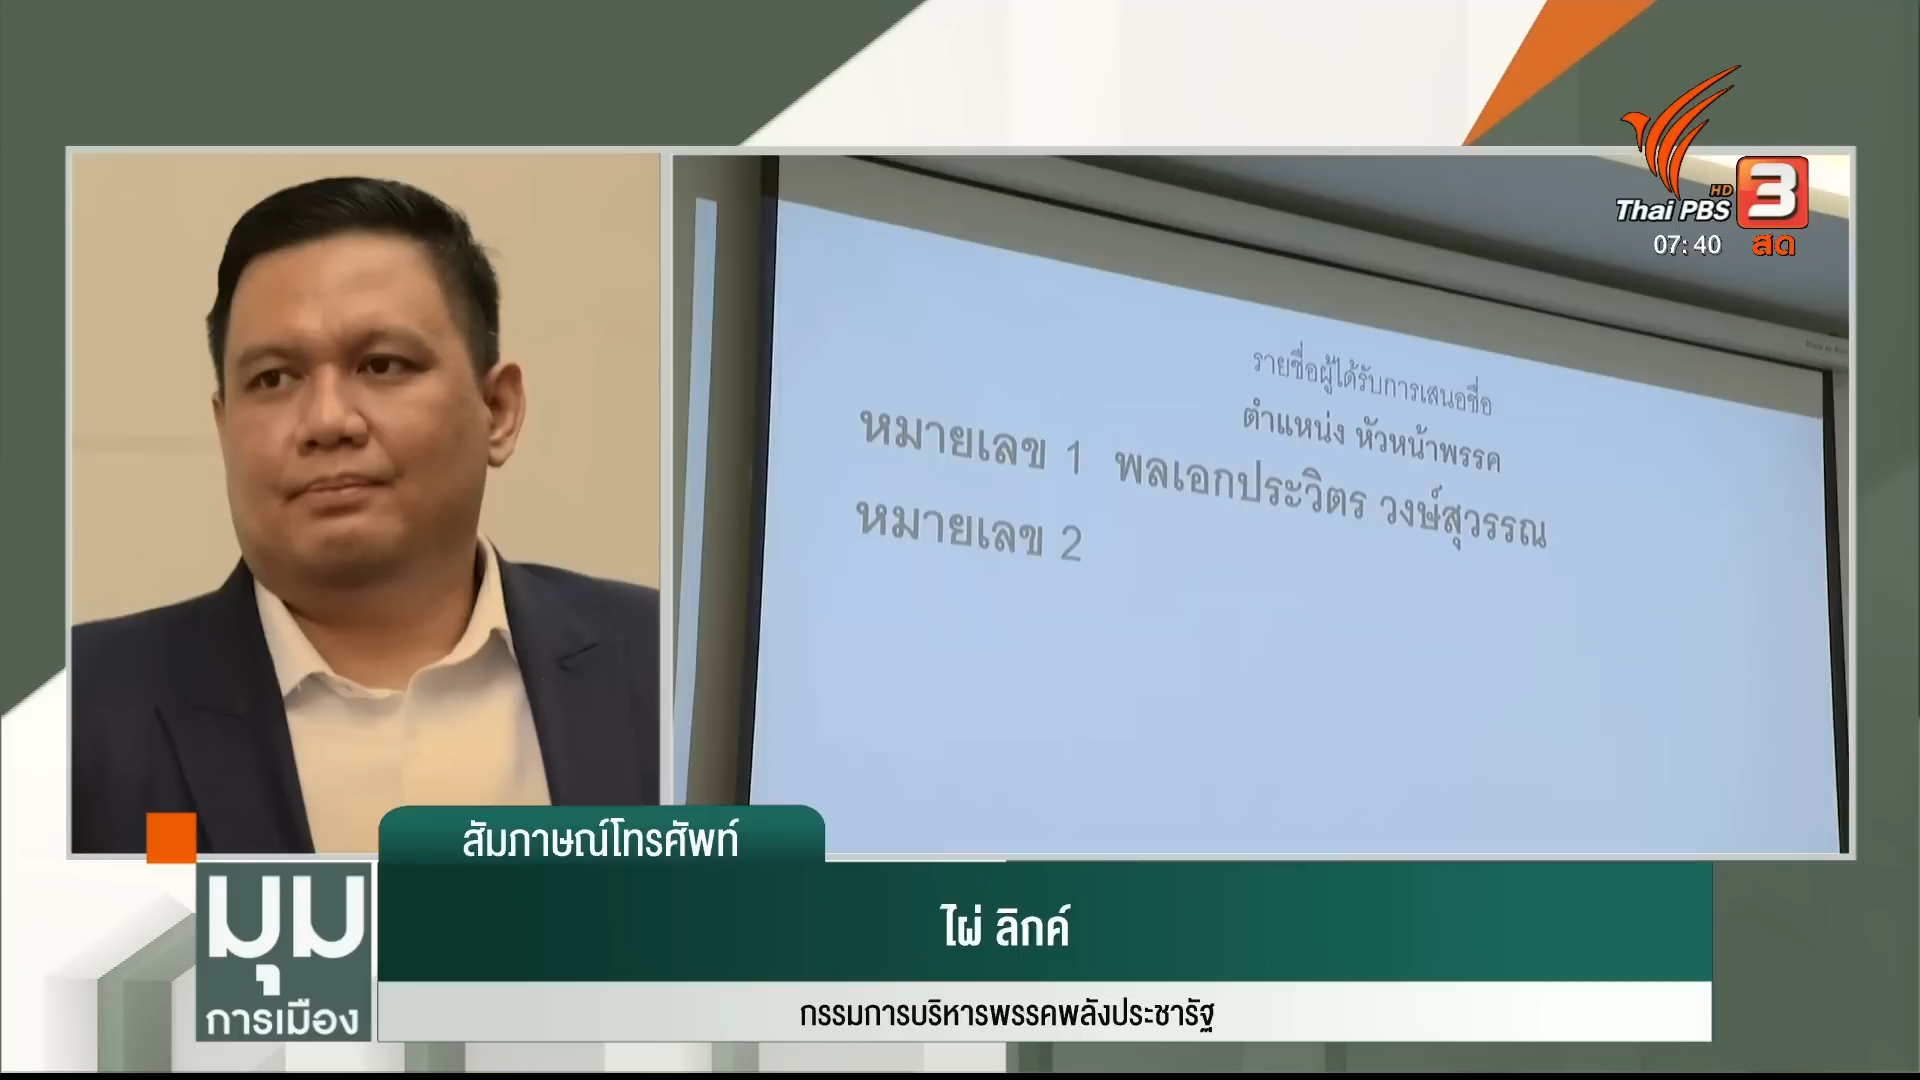 Thai PBS HD 3
07:40 สด
รายชื่อผู้ได้รับการเสนอชื่อ
ตำแหน่ง หัวหน้าพรรค
หมายเลข 1 พลเอกประวิตร วงษ์สุวรรณ
หมายเลข 2
สัมภาษณ์โทรศัพท์
ไผ่ ลิกค์
กรรมการบริหารพรรคพลังประชารัฐ
มุม
การเมือง